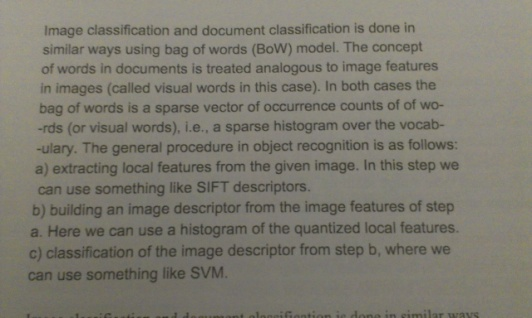 Image classification and document classification is done in
similar ways using bag of words (BoW) model. The concept
of words in documents is treated analogous to image features
in images (called visual words in this case). In both cases the
bag of words is a sparse vector of occurrence counts of of wo-
-rds (or visual words), i.e., a sparse histogram over the vocab-
-ulary. The general procedure in object recognition is as follows:
a) extracting local features from the given image. In this step we
can use something like SIFT descriptors.
b) building an image descriptor from the image features of step
a. Here we can use a histogram of the quantized local features.
c) classification of the image descriptor from step b, where we
can use something like SVM.
Image classification and document classification is done in similar ways